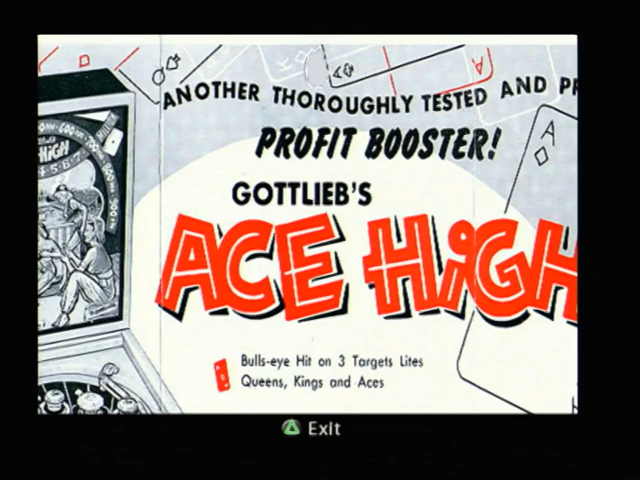 ANOTHER THOROUGHLY TESTED AND
PROFIT BOOSTER!
GOTTLIEB'S
ACE HiGH
Bulls-eye Hit on 3 Targets Lites
Queens, Kings and Aces
Exit